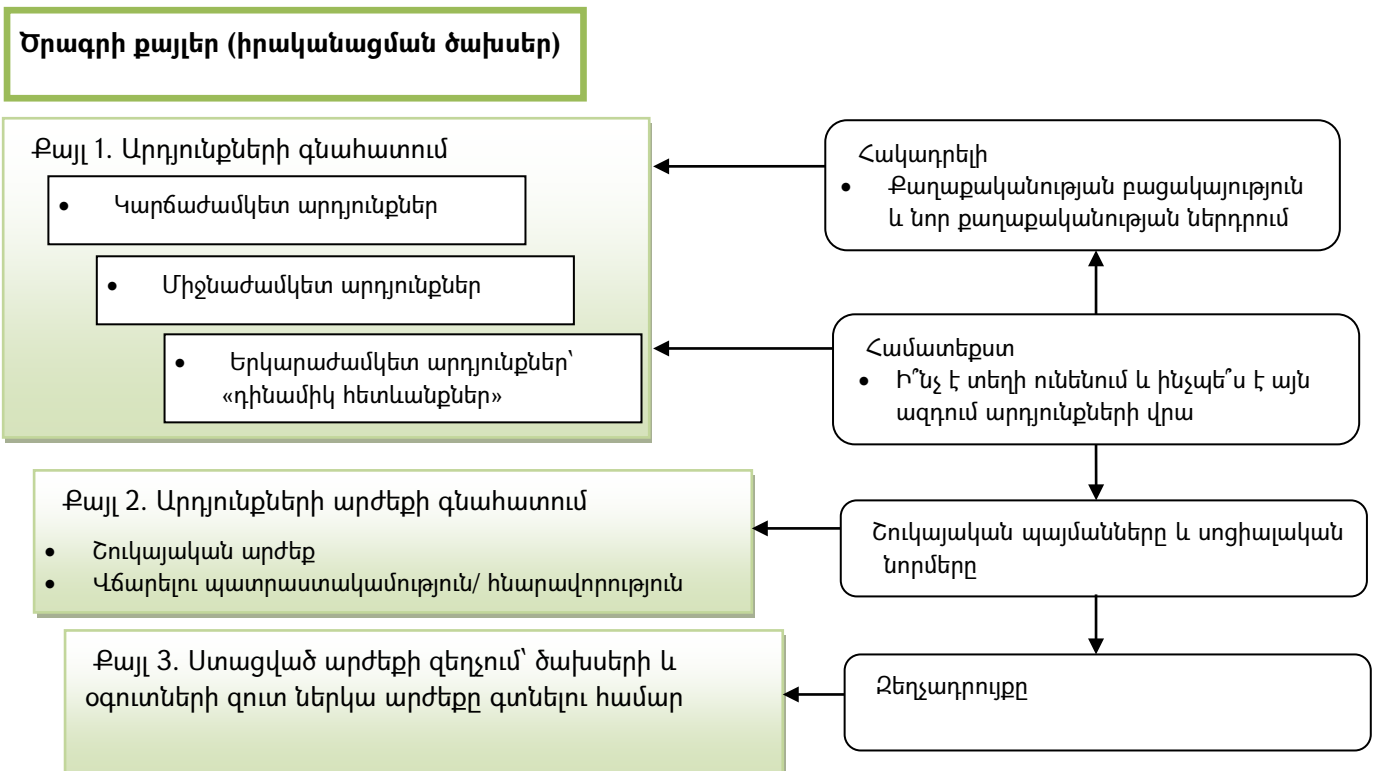 Ծրագրի քայլեր (իրականացման ծախսեր)
Քայլ 1. Արդյունքների գնահատում
• Կարճաժամկետ արդյունքներ
• Միջնաժամկետ արդյունքներ
• Երկարաժամկետ արդյունքներ՝
«դինամիկ հետևանքներ»
Հակադրելի
• Քաղաքականության բացակայություն
և նոր քաղաքականության ներդրում
Համատեքստ
• Ի՞նչ է տեղի ունենում և ինչպե՞ս է այն
ազդում արդյունքների վրա
Քայլ 2. Արդյունքների արժեքի գնահատում
• Շուկայական արժեք
• Վճարելու պատրաստակամություն/ հնարավորություն
Շուկայական պայմանները և սոցիալական
նորմերը
Քայլ 3. Ստացված արժեքի զեղչում՝ ծախսերի և
օգուտների զուտ ներկա արժեքը գտնելու համար
Զեղչադրույքը